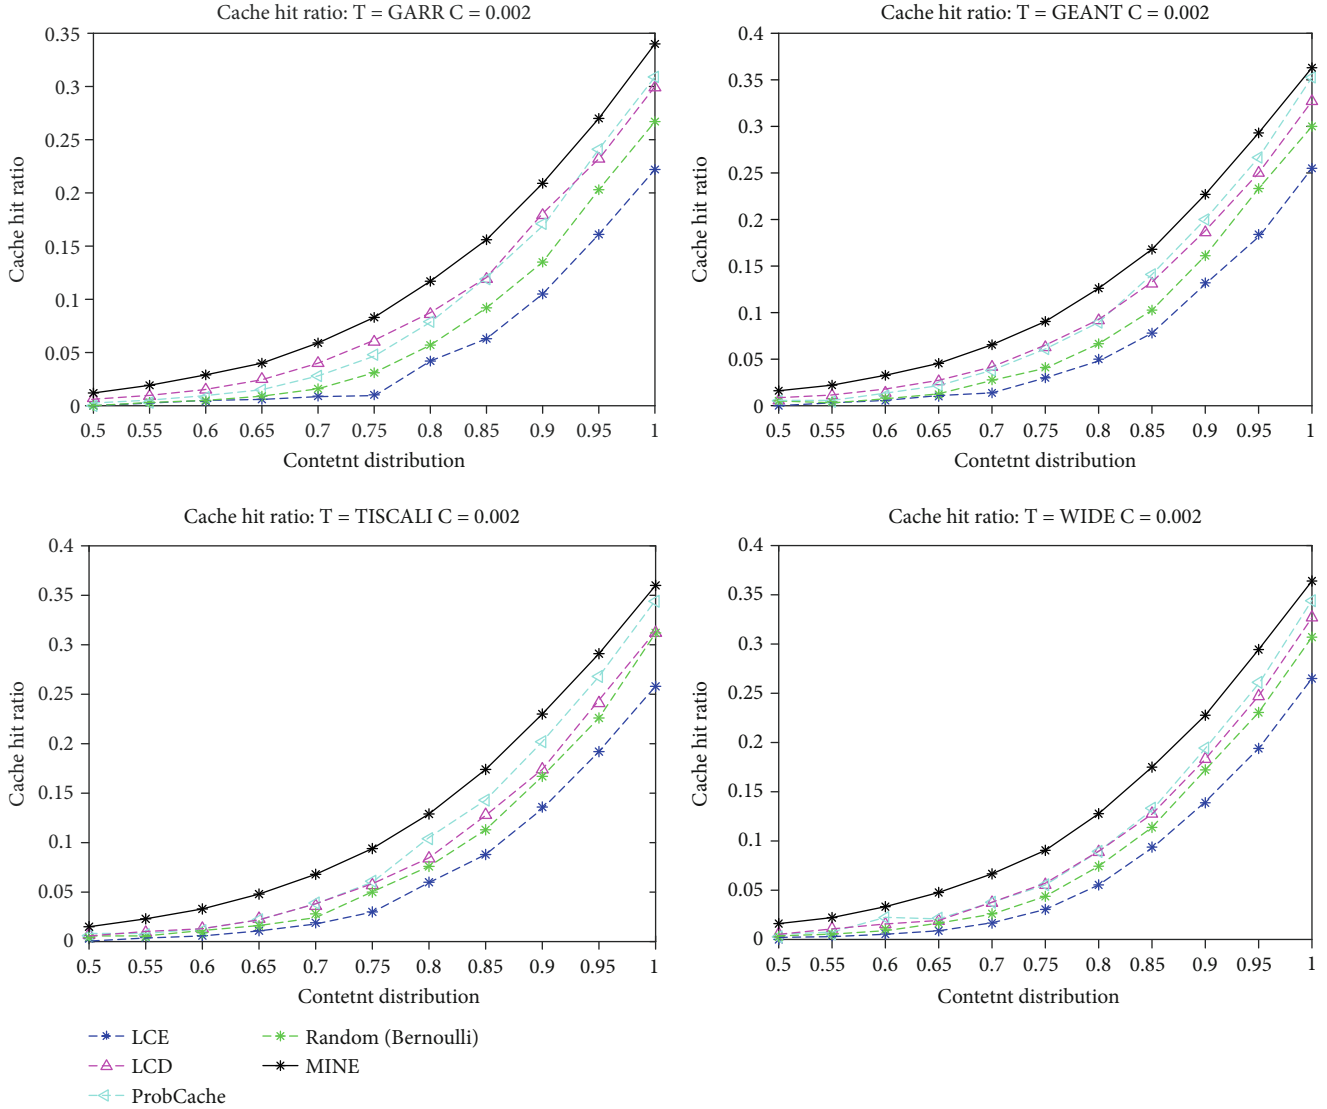 Cache hit ratio: T = GARR C = 0.002
Cache hit ratio
0.35
0.3
0.25
0.2
0.15
0.1
0.05
0
0.5 0.55 0.6 0.65 0.7 0.75 0.8 0.85 0.9 0.95 1
Contetnt distribution
Cache hit ratio: T = GEANT C = 0.002
Cache hit ratio
0.4
0.35
0.3
0.25
0.2
0.15
0.1
0.05
0
0.5 0.55 0.6 0.65 0.7 0.75 0.8 0.85 0.9 0.95 1
Contetnt distribution
Cache hit ratio: T = TISCALI C = 0.002
Cache hit ratio
0.4
0.35
0.3
0.25
0.2
0.15
0.1
0.05
0
0.5 0.55 0.6 0.65 0.7 0.75 0.8 0.85 0.9 0.95 1
Contetnt distribution
Cache hit ratio: T = WIDE C = 0.002
Cache hit ratio
0.4
0.35
0.3
0.25
0.2
0.15
0.1
0.05
0
0.5 0.55 0.6 0.65 0.7 0.75 0.8 0.85 0.9 0.95 1
Contetnt distribution
LCE
LCD
ProbCache
Random (Bernoulli)
MINE